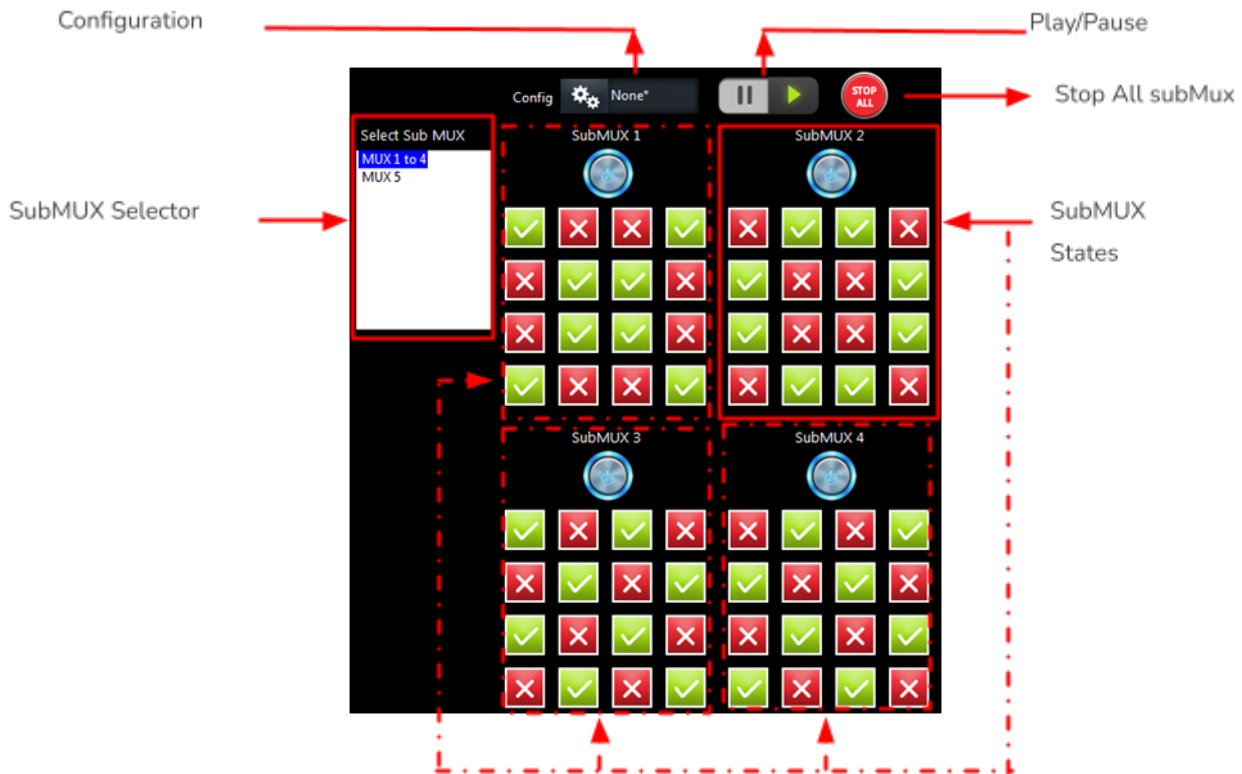 Configuration
Play/Pause
Config
None*
STOP
ALL
Stop All subMux
Select Sub MUX
MUX 1 to 4
MUX 5
SubMUX 1
SubMUX 2
SubMUX Selector
SubMUX
States
SubMUX 3
SubMUX 4